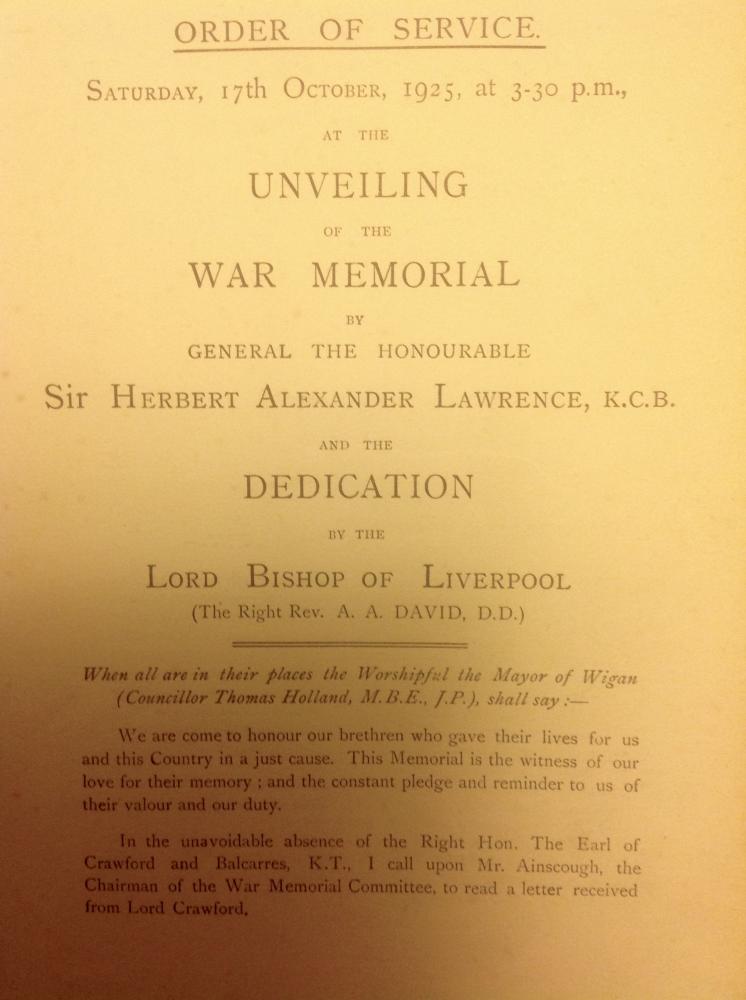 ORDER OF SERVICE.
SATURDAY, 17th OCTOBER, 1925, at 3-30 p.m.,
AT THE
UNVEILING
OF THE
WAR MEMORIAL
BY
GENERAL THE HONOURABLE
Sir HERBERT ALEXANDER LAWRENCE, K.C.B.
AND THE
DEDICATION
BY THE
LORD BISHOP OF LIVERPOOL
(The Right Rev. A. A. DAVID, D.D.)
When all are in their places the Worshipful the Mayor of Wigan
(Councillor Thomas Holland, M.B.E., J.P.), shall say :—
We are come to honour our brethren who gave their lives for us
and this Country in a just cause. This Memorial is the witness of our
love for their memory ; and the constant pledge and reminder to us of
their valour and our duty.
In the unavoidable absence of the Right Hon. The Earl of
Crawford and Balcarres, K.T., I call upon Mr. Ainscough, the
Chairman of the War Memorial Committee, to read a letter received
from Lord Crawford.